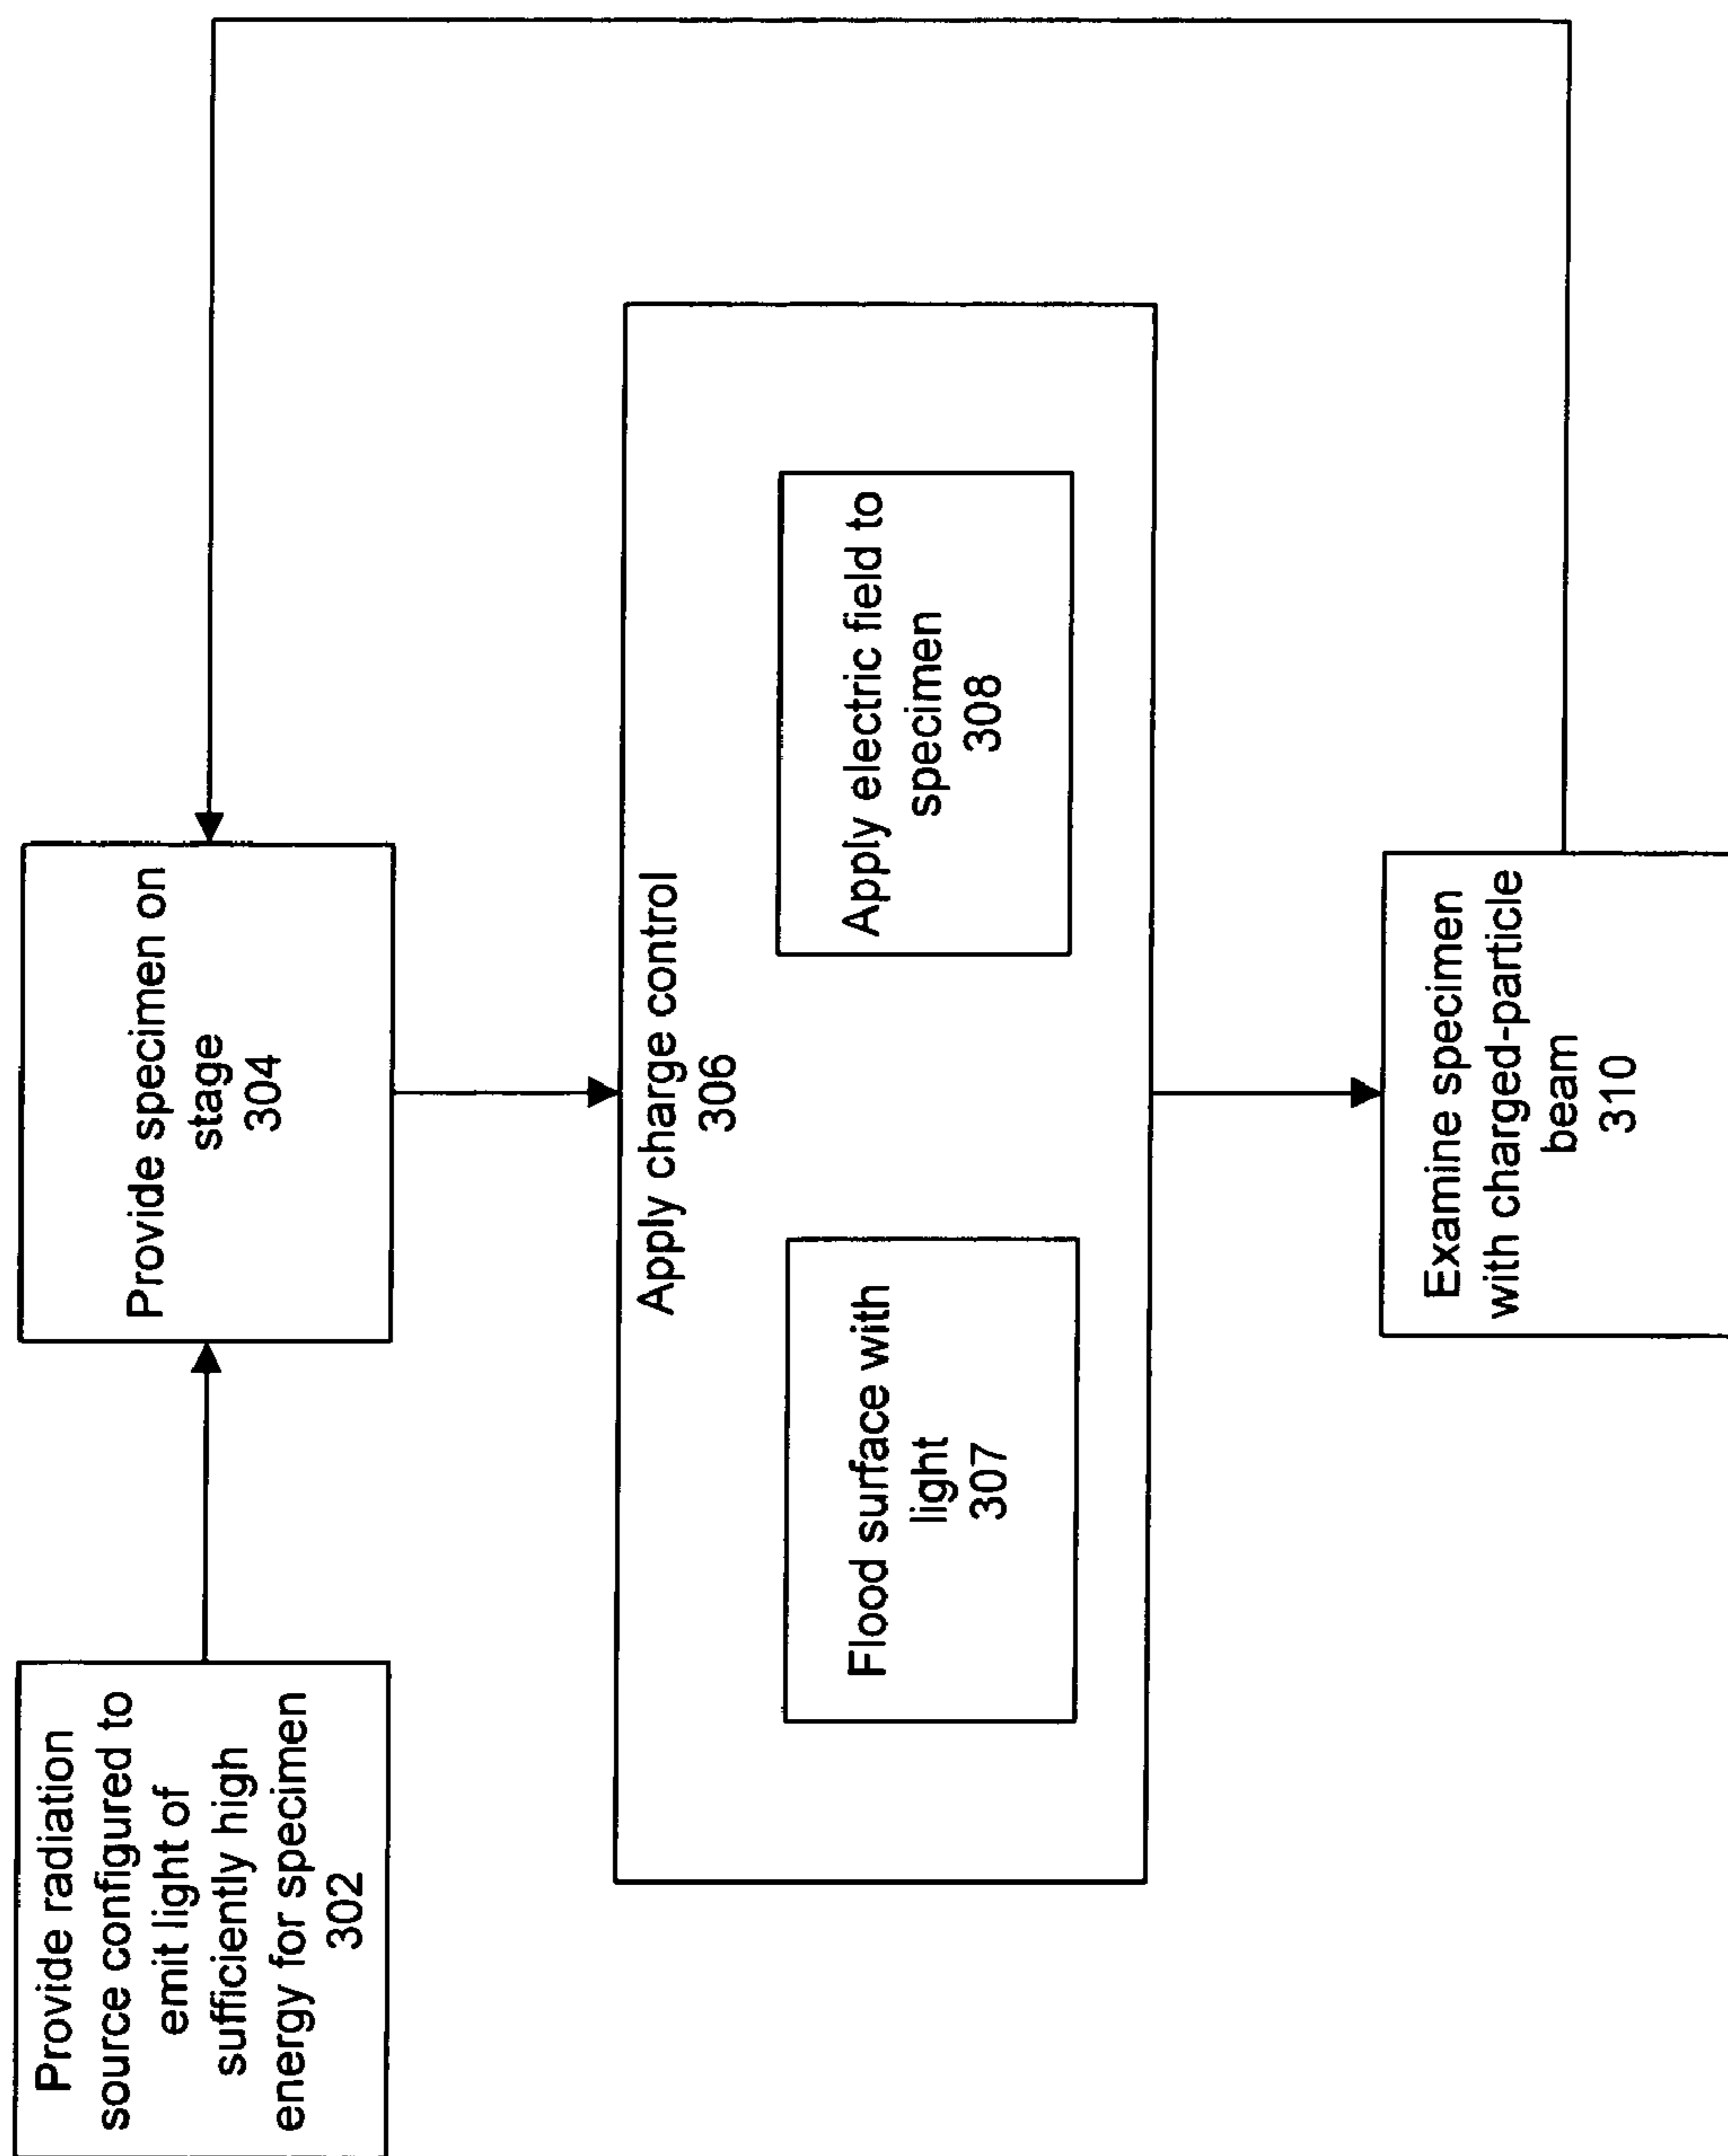 Provide radiation
source configured to
emit light of
sufficiently high
energy for specimen
302
Provide specimen on
stage
304
Apply charge control
306
Flood surface with
light
307
Apply electric field to
specimen
308
Examine specimen
with charged-particle
beam
310